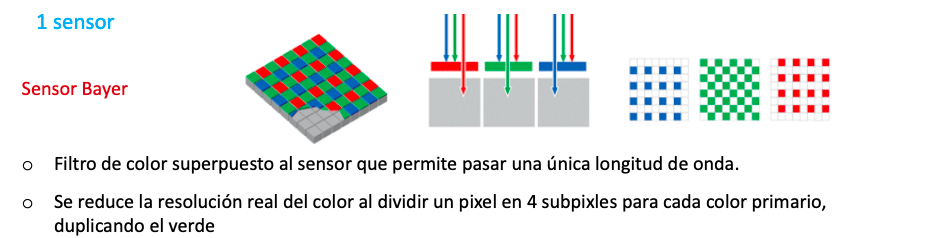 1 sensor
Sensor Bayer
o Filtro de color superpuesto al sensor que permite pasar una única longitud de onda.
o Se reduce la resolución real del color al dividir un pixel en 4 subpixles para cada color primario,
duplicando el verde